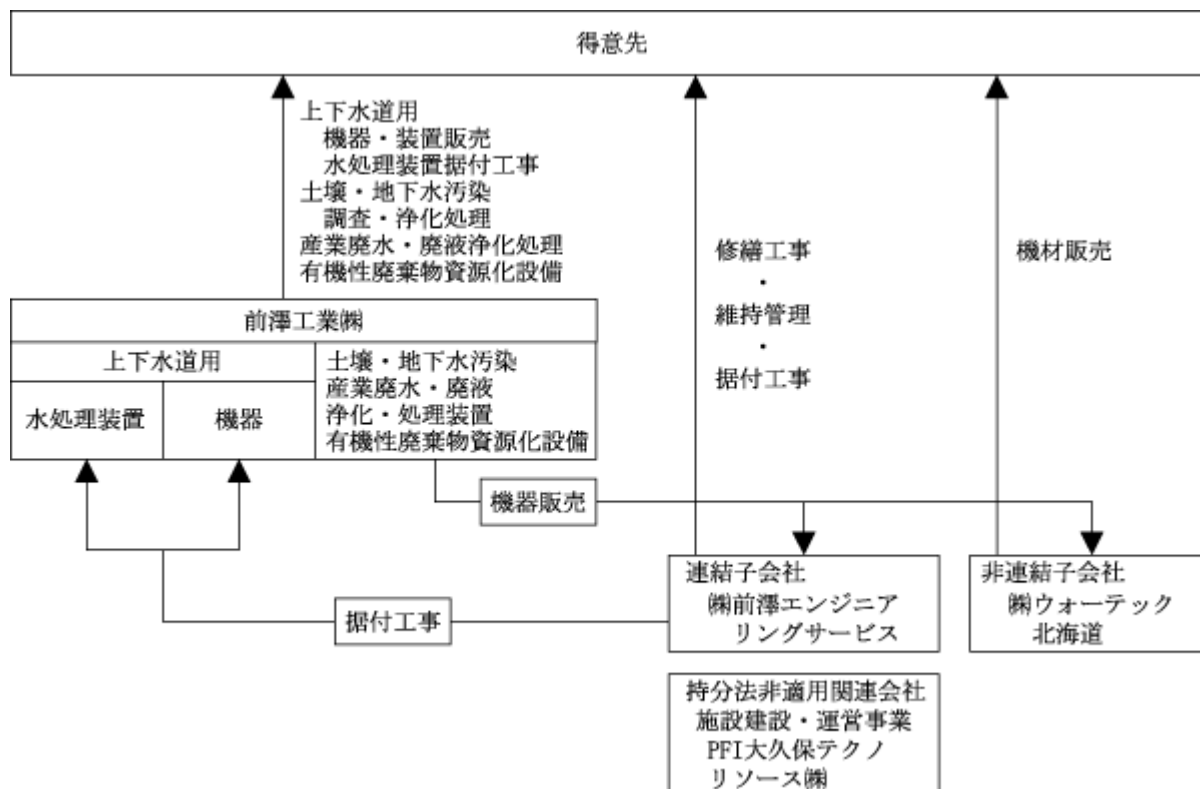 得意先
上下水道用
機器・装置販売
水処理装置据付工事
土壌・地下水汚染
調査・浄化処理
産業廃水・廃液浄化処理
有機性廃棄物資源化設備
修繕工事
・
維持管理
・
据付工事
機材販売
前澤工業㈱
上下水道用
水処理装置
機器
土壌・地下水汚染
産業廃水・廃液
浄化・処理装置
有機性廃棄物資源化設備
機器販売
据付工事
連結子会社
㈱前澤エンジニア
リングサービス
非連結子会社
㈱ウォーテック
北海道
持分法非適用関連会社
施設建設・運営事業
PFI大久保テクノ
リソース㈱